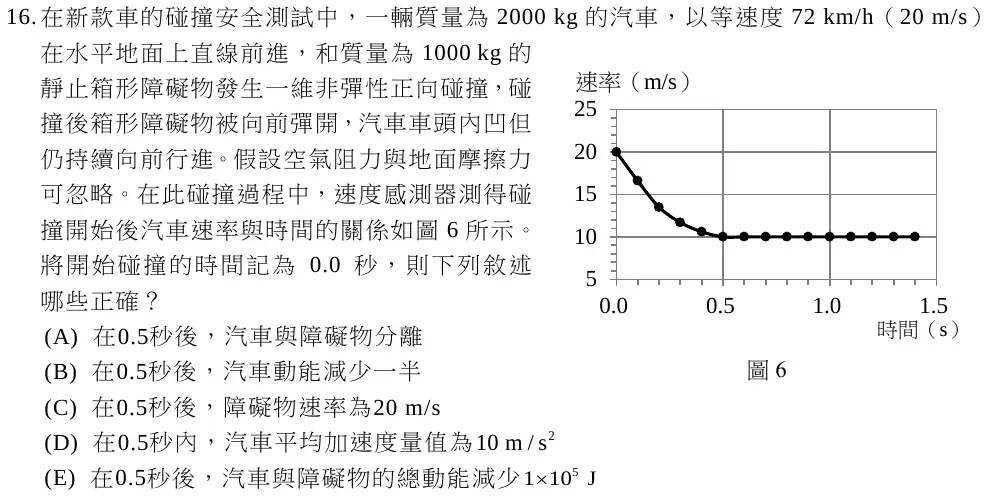 16.在新款車的碰撞安全測試中，一輛質量為 2000 kg 的汽車，以等速度 72 km/h（20 m/s）
在水平地面上直線前進，和質量為 1000 kg 的
靜止箱形障礙物發生一維非彈性正向碰撞，碰
撞後箱形障礙物被向前彈開，汽車車頭內凹但
仍持續向前行進。假設空氣阻力與地面摩擦力
可忽略。在此碰撞過程中，速度感測器測得碰
撞開始後汽車速率與時間的關係如圖 6 所示。
將開始碰撞的時間記為 0.0 秒，則下列敘述
哪些正確？
(A) 在0.5秒後，汽車與障礙物分離
(B) 在0.5秒後，汽車動能減少一半
(C) 在0.5秒後，障礙物速率為20 m/s
(D) 在0.5秒內，汽車平均加速度量值為10 m / s²
(E) 在0.5秒後，汽車與障礙物的總動能減少1×10⁵ J
速率（m/s）
25
20
15
10
5
0.0 0.5 1.0 1.5
時間（s）
圖 6